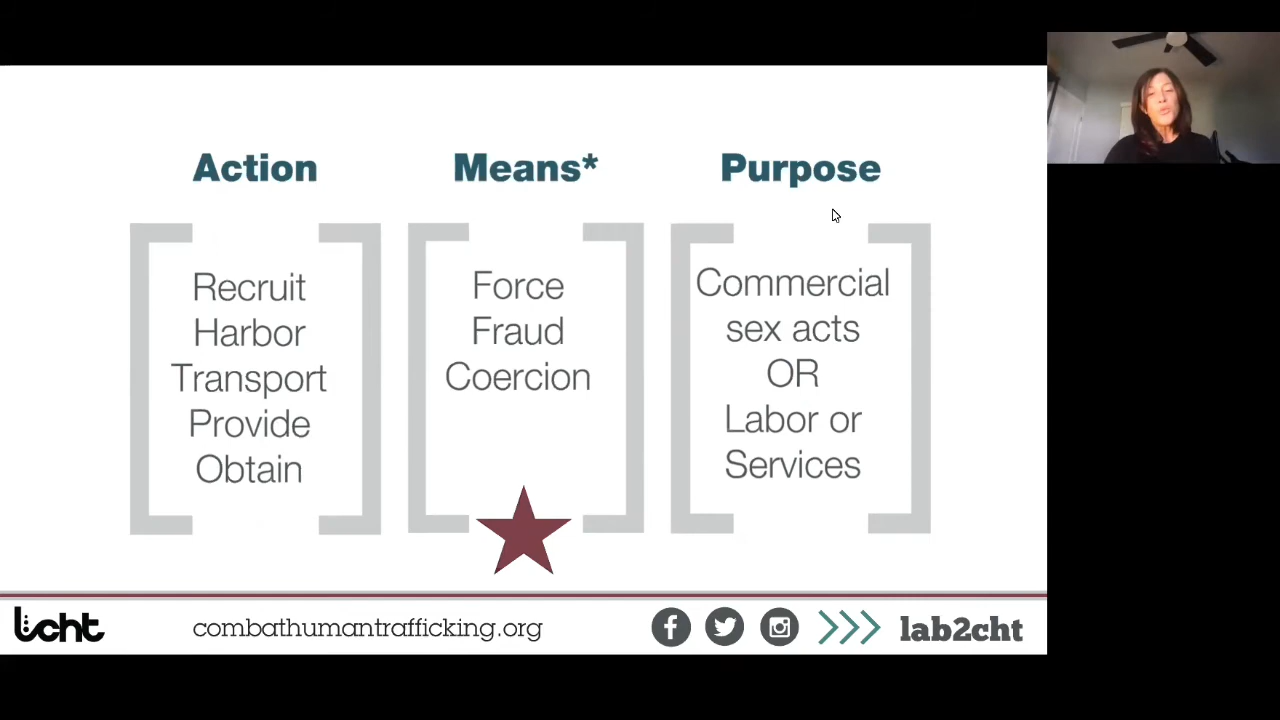 Action
Means*
Purpose
Recruit
Harbor
Transport
Provide
Obtain
Force
Fraud
Coercion
Commercial
sex acts
OR
Labor or
Services
lcht
combathumantrafficking.org
lab2cht